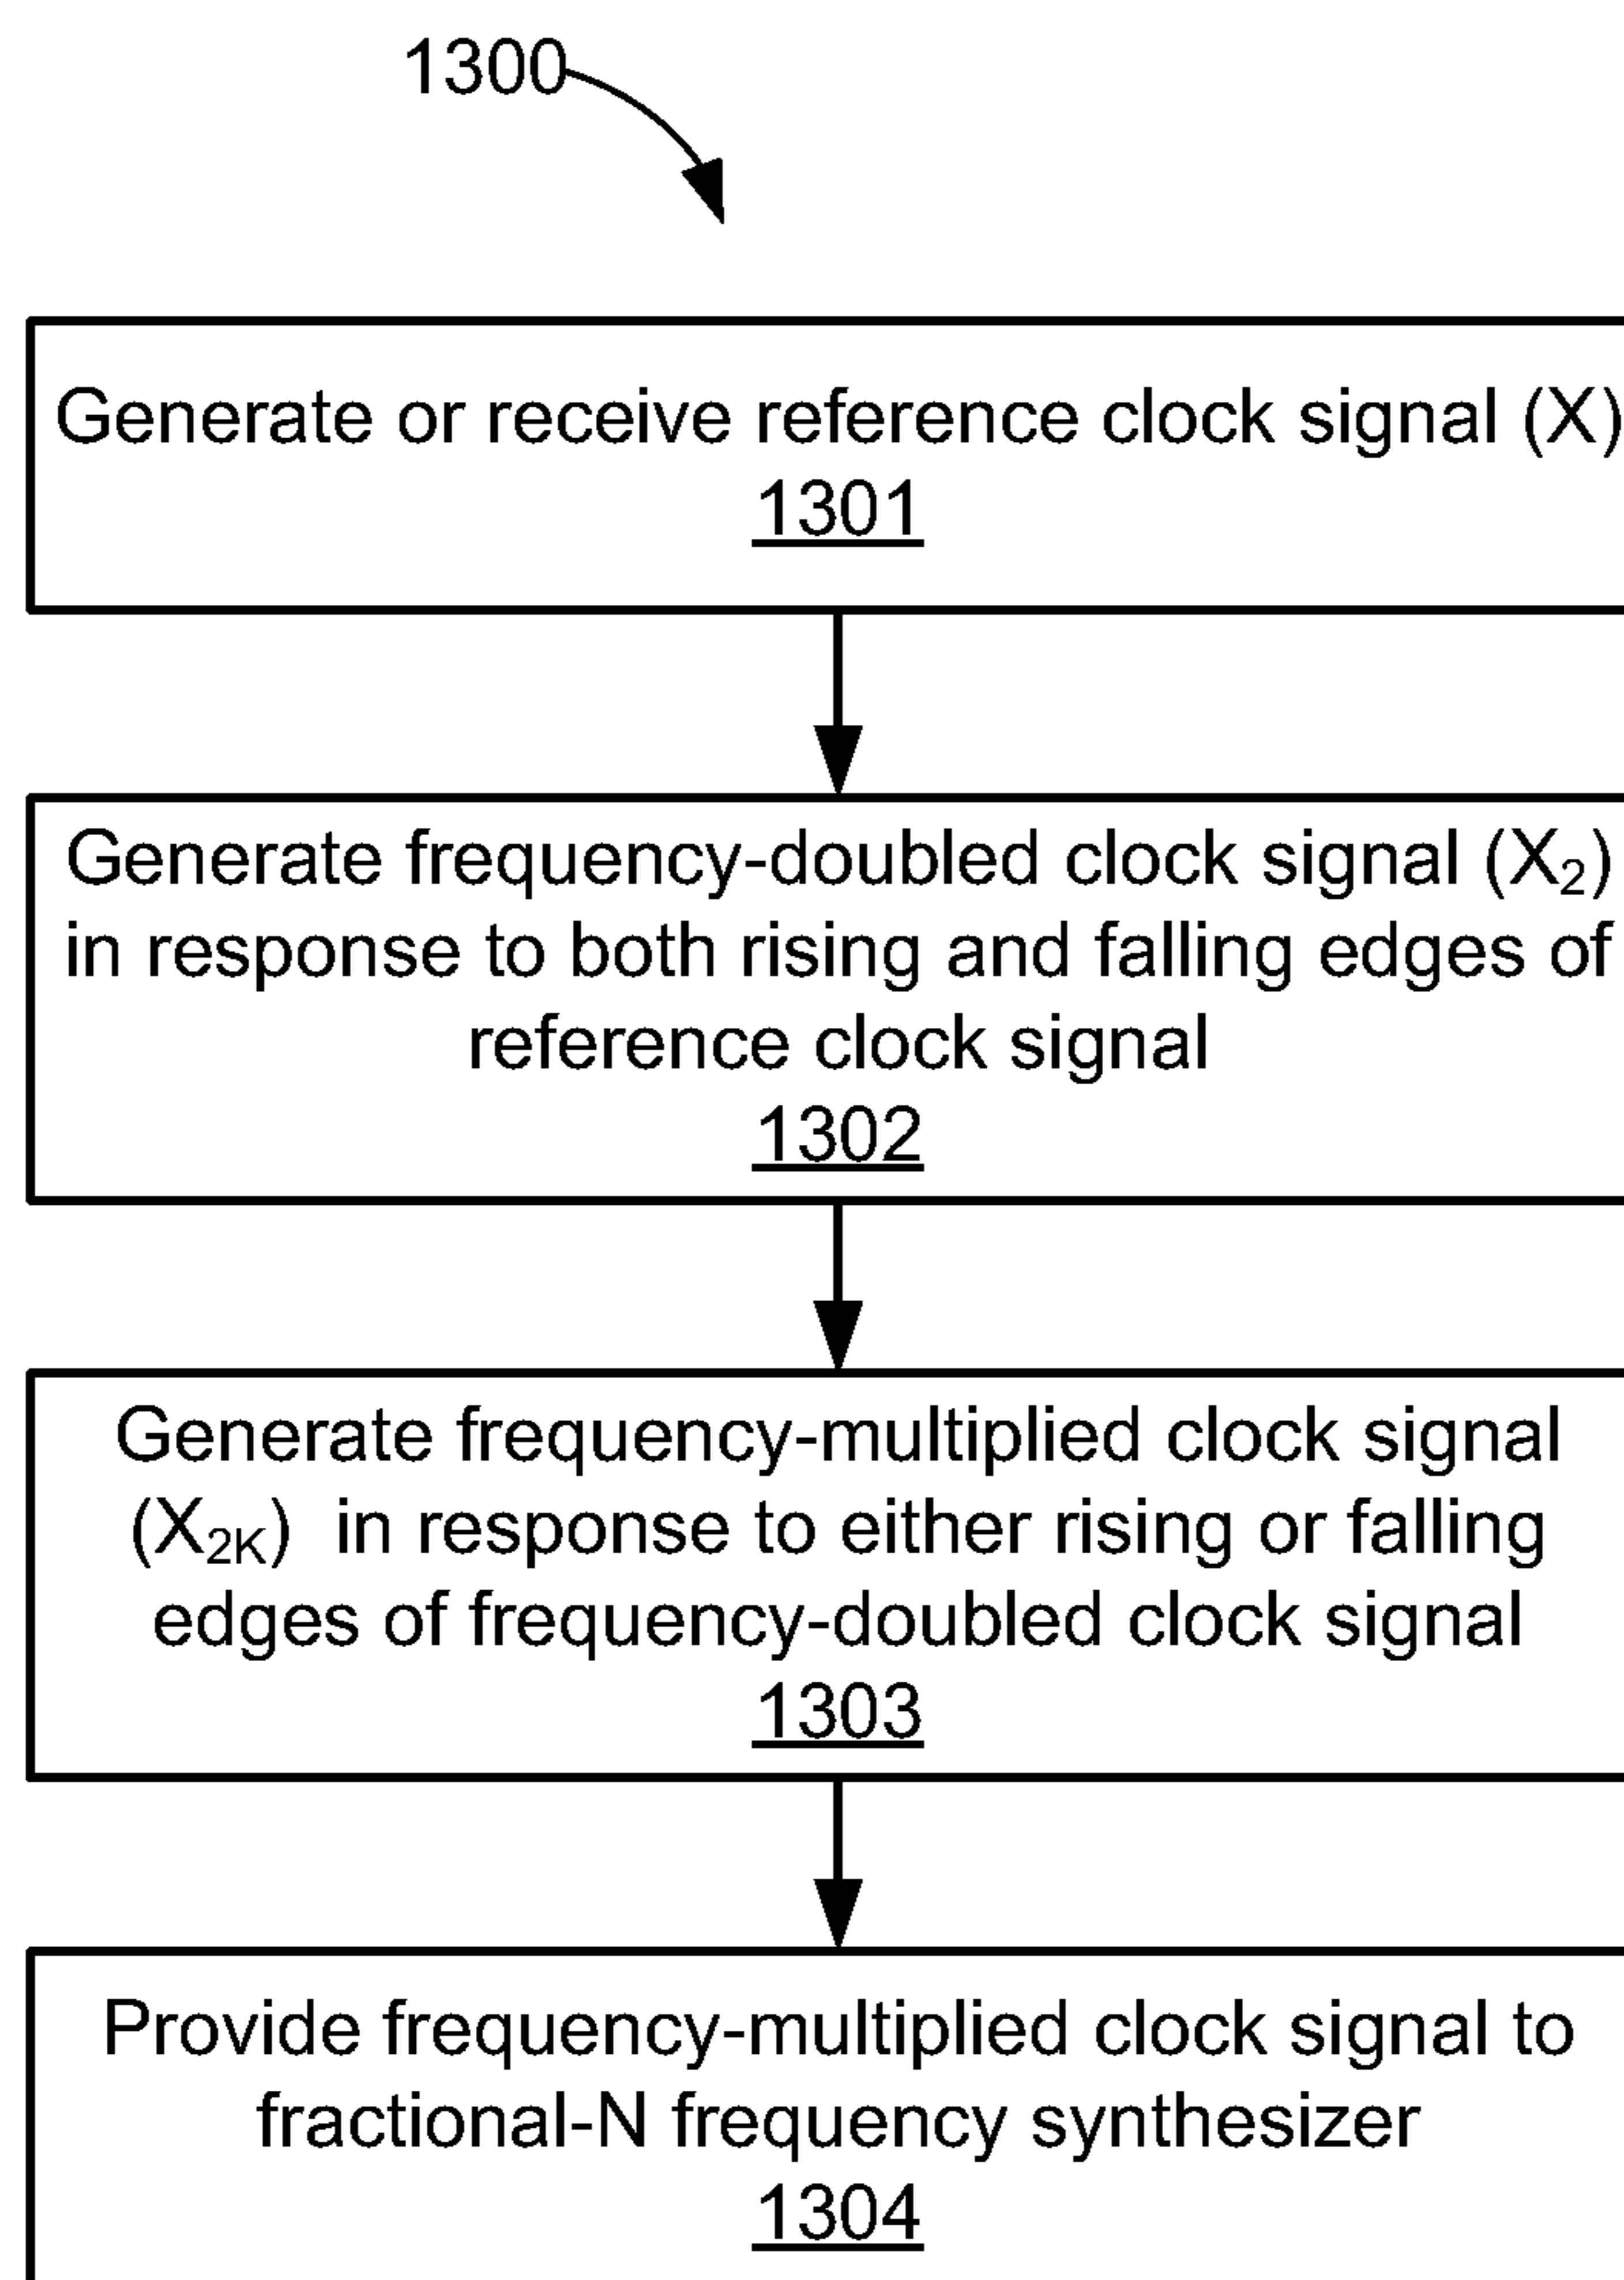 1300
Generate or receive reference clock signal (X)
1301
Generate frequency-doubled clock signal (X₂)
in response to both rising and falling edges of
reference clock signal
1302
Generate frequency-multiplied clock signal
(X₂K) in response to either rising or falling
edges of frequency-doubled clock signal
1303
Provide frequency-multiplied clock signal to
fractional-N frequency synthesizer
1304